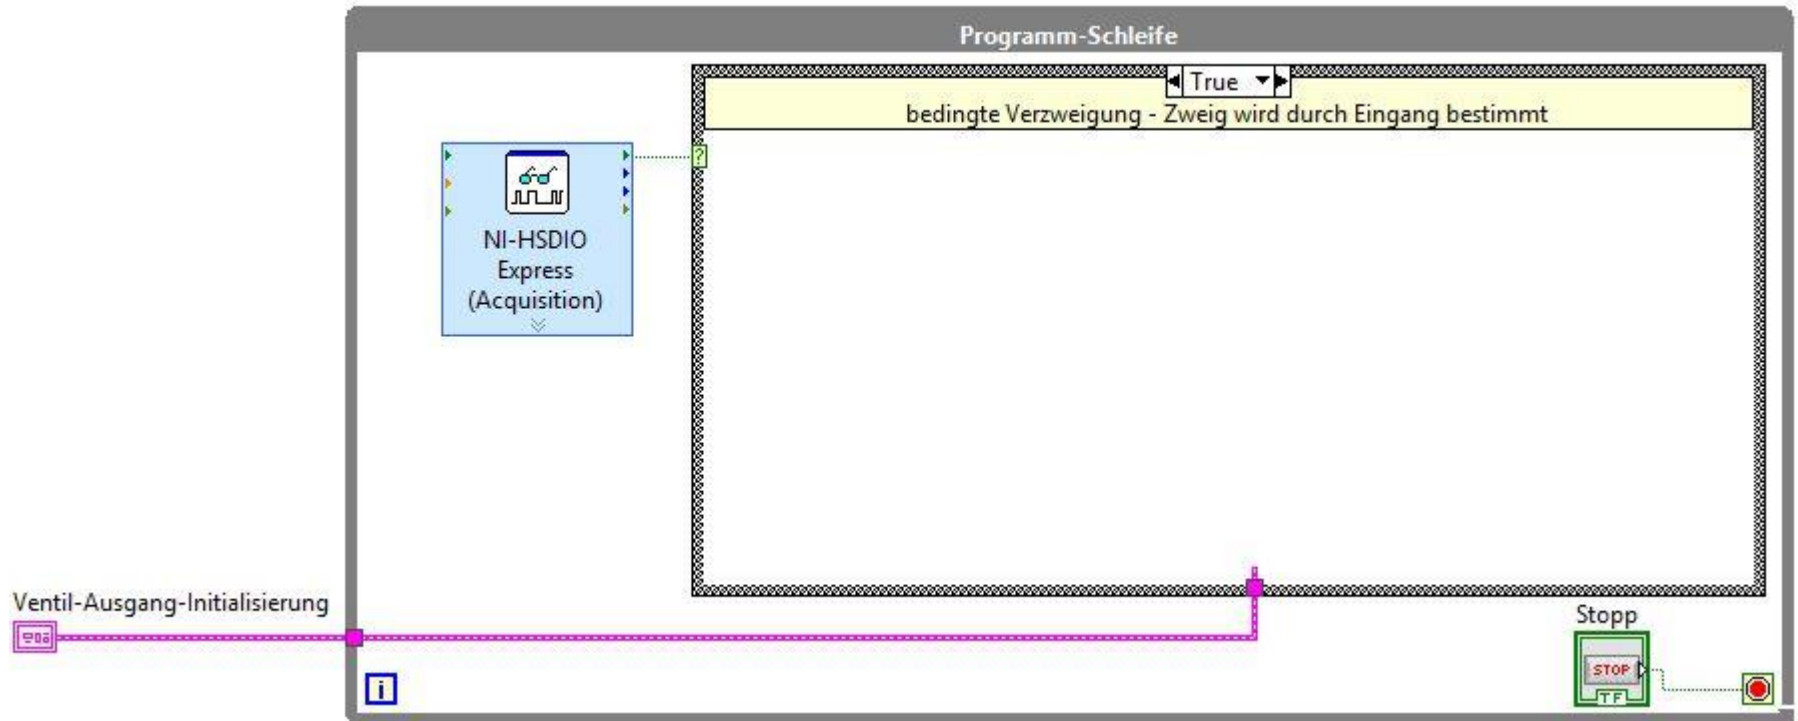 Programm-Schleife
True
bedingte Verzweigung - Zweig wird durch Eingang bestimmt
?
NI-HSDIO
Express
(Acquisition)
Ventil-Ausgang-Initialisierung
Stopp
STOP
TF
i